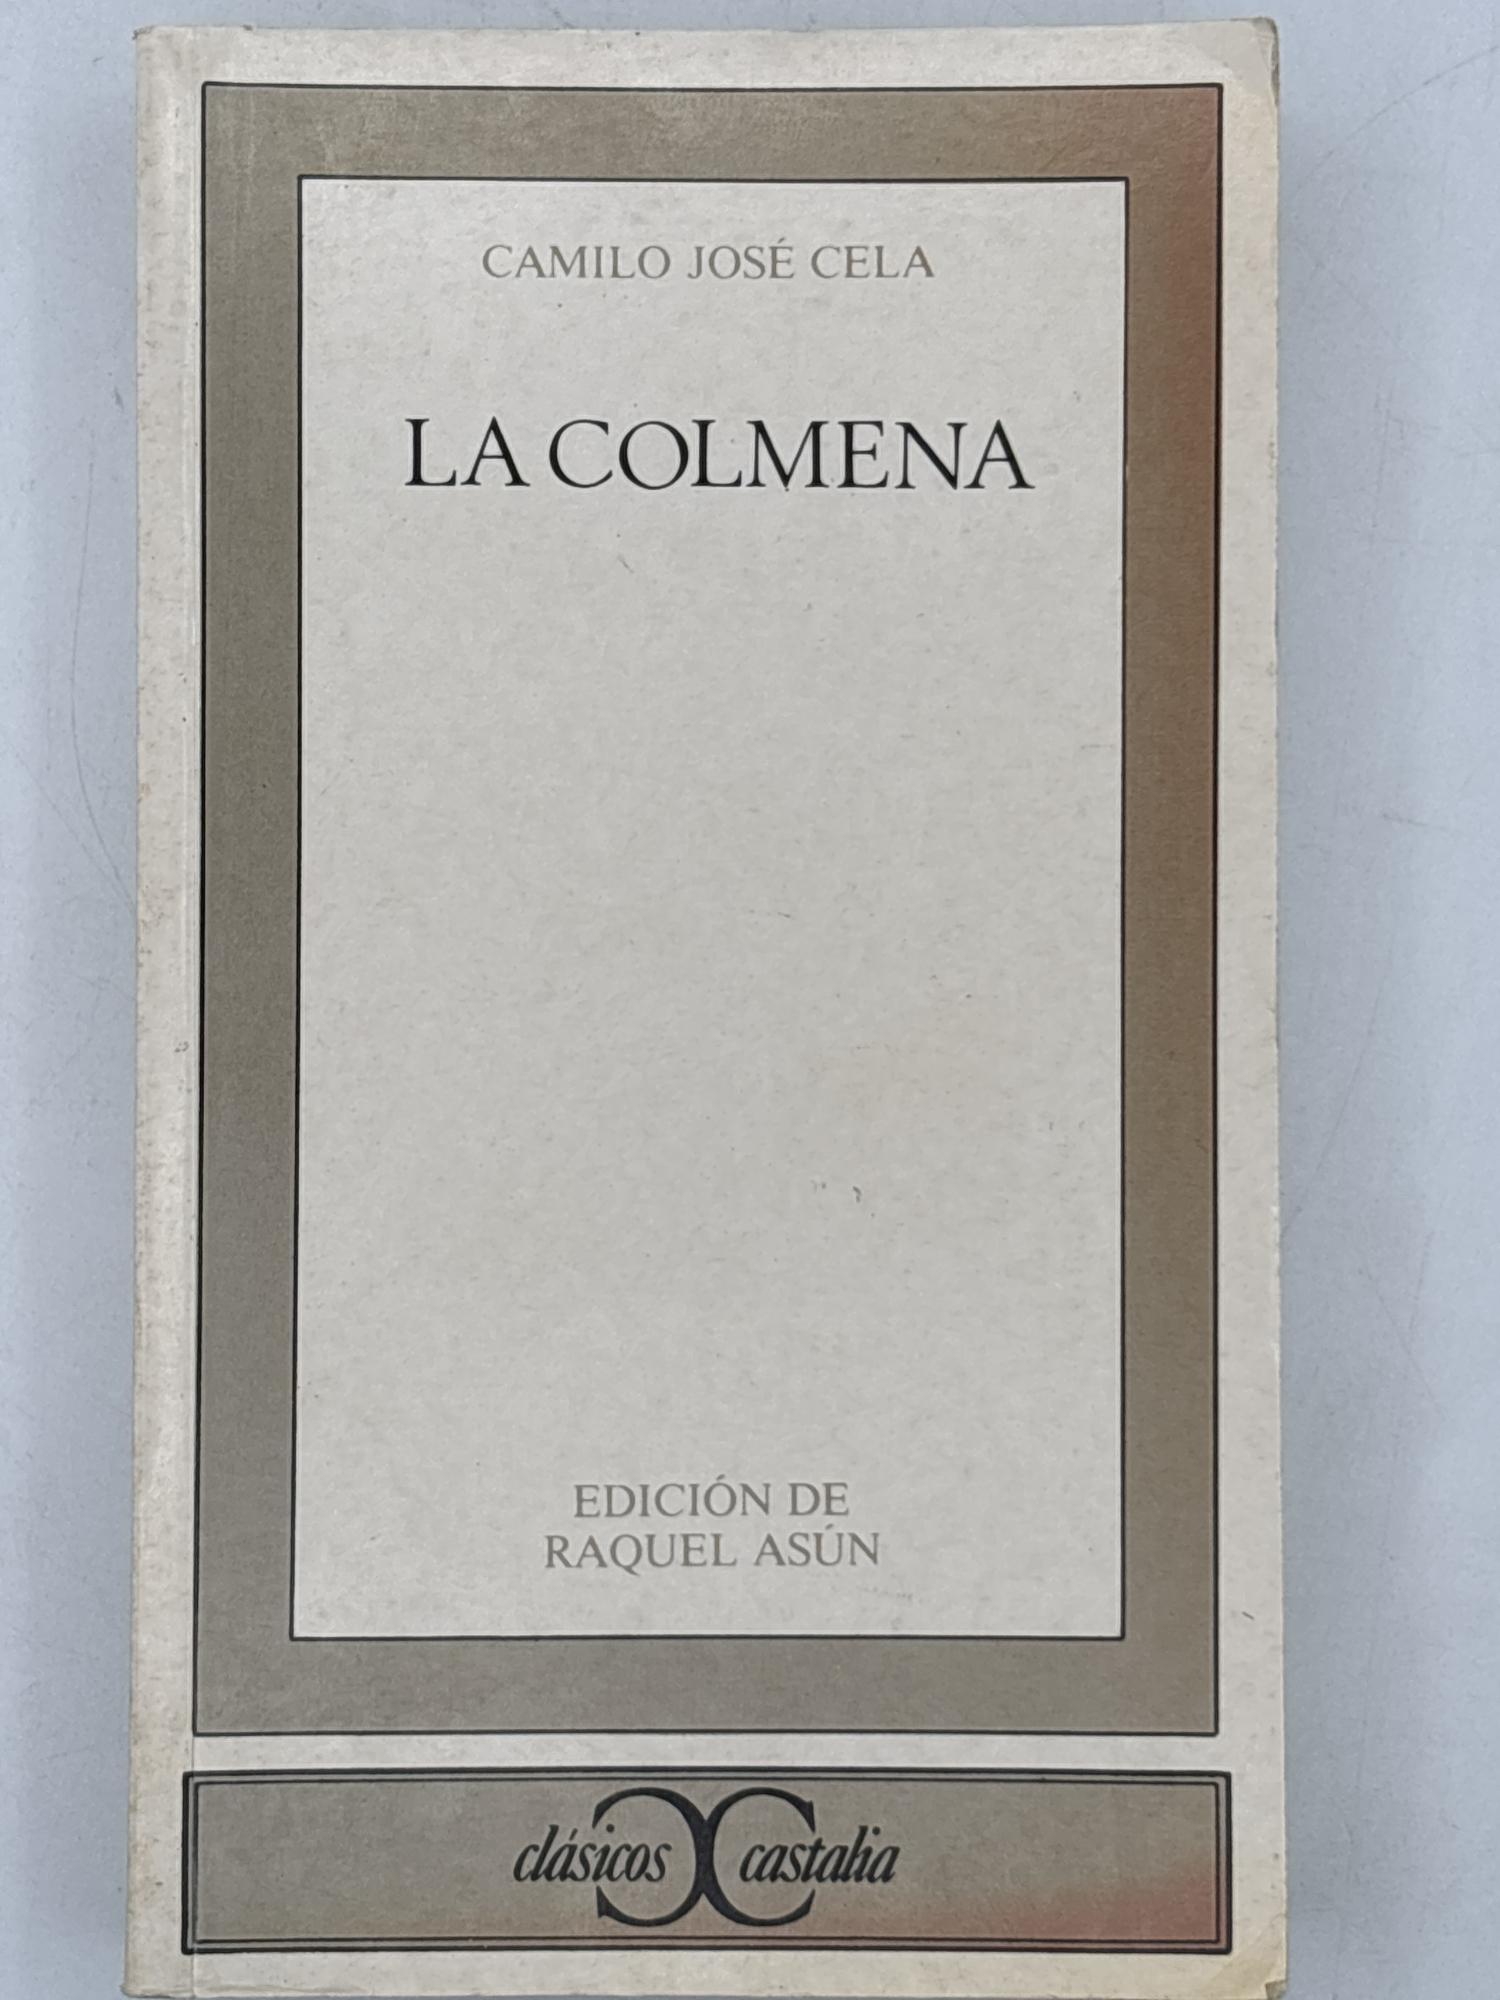 CAMILO JOSÉ CELA
LA COLMENA
EDICIÓN DE
RAQUEL ASÚN
clásicos castalia